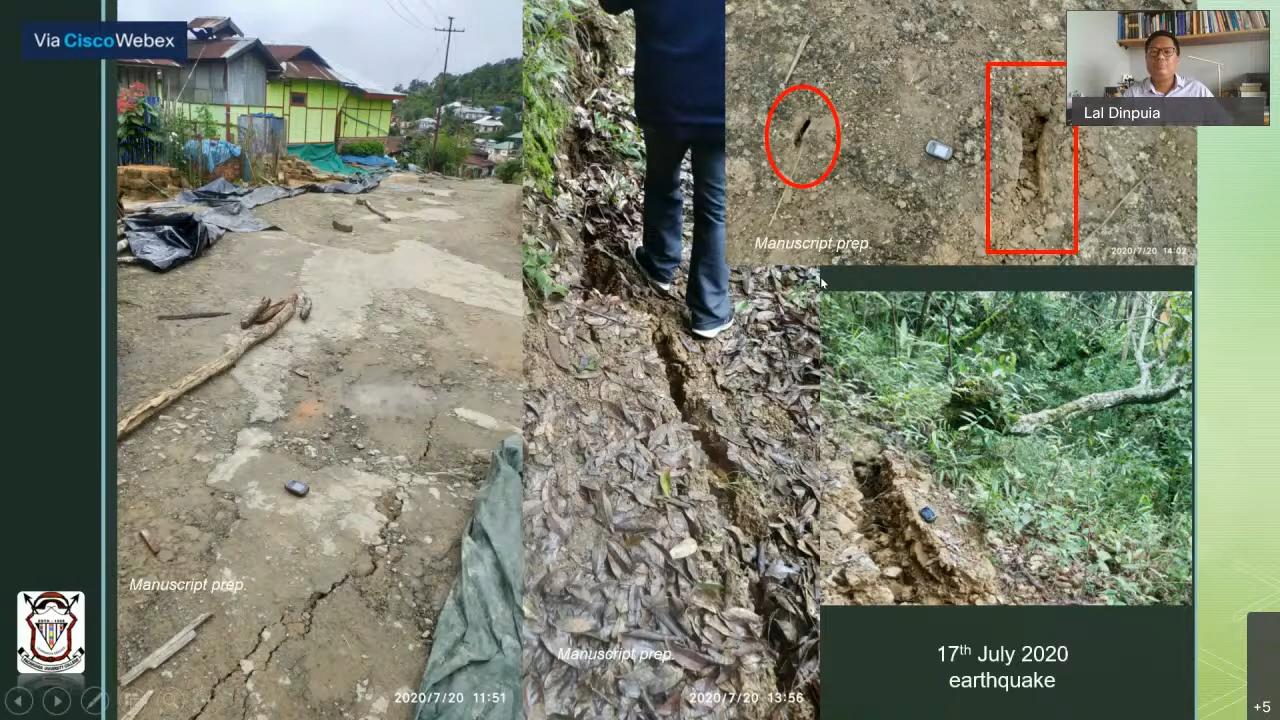 Via CiscoWebex
Lal Dinpuia
Manuscript prep.
2020/7/20 14:02
Manuscript prep.
2020/7/20 11:51
Manuscript prep.
2020/7/20 13:56
17th July 2020
earthquake
+5